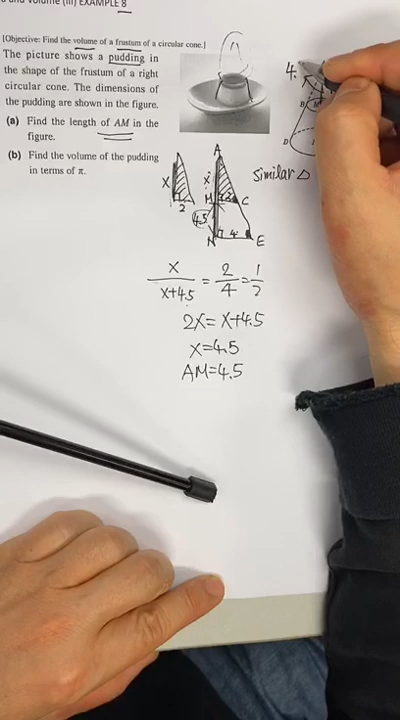 and Volume (III) EXAMPLE 8
[Objective: Find the volume of a frustum of a circular cone.]
The picture shows a pudding in
the shape of the frustum of a right
circular cone. The dimensions of
the pudding are shown in the figure.
(a) Find the length of AM in the
figure.
(b) Find the volume of the pudding
in terms of π.
4.
A
X
2
X
M
2
C
4.5
N
4
E
Similar △
B
M
D
X/X+4.5 = 2/4 = 1/2
2X = X+4.5
X=4.5
AM=4.5